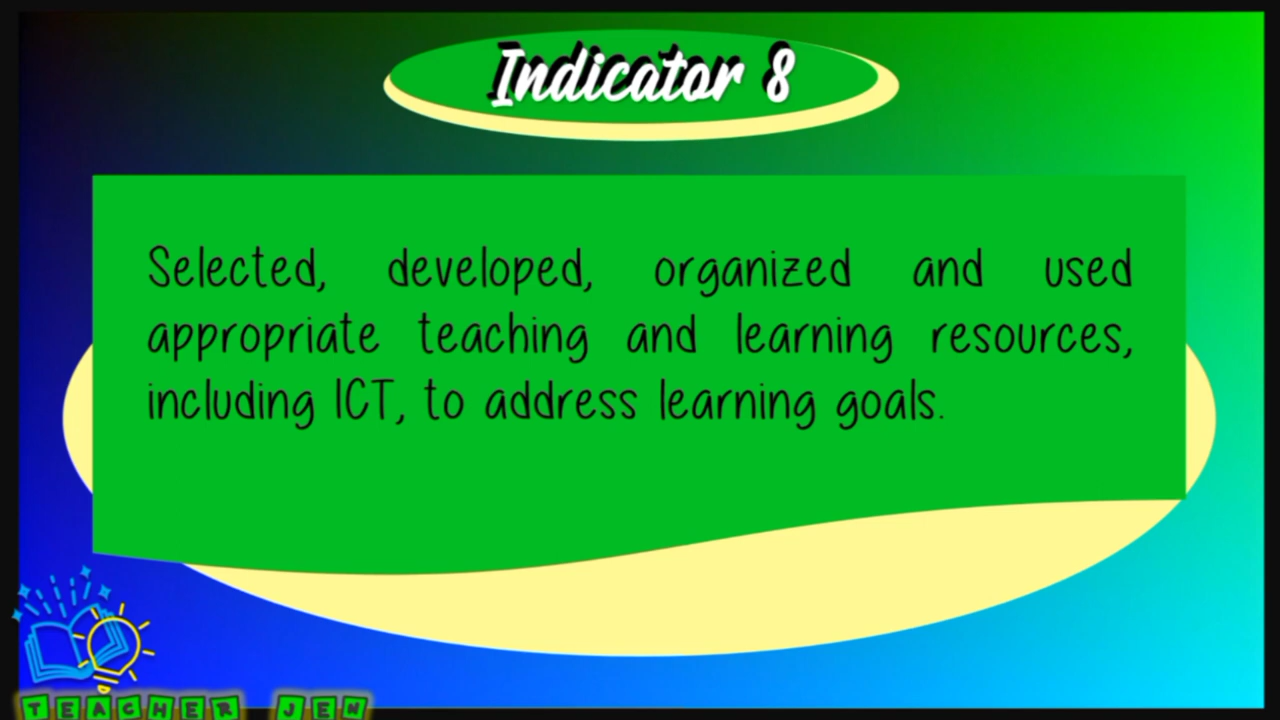 Indicator 8
Selected, developed, organized and used
appropriate teaching and learning resources,
including ICT, to address learning goals.
TEACHER JEN